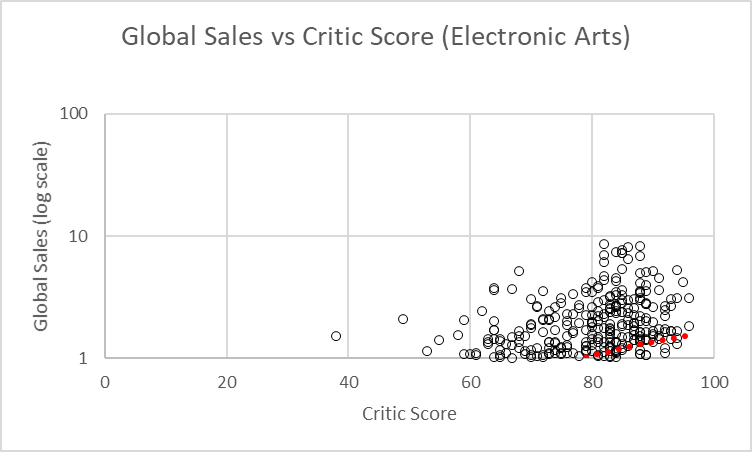 Global Sales vs Critic Score (Electronic Arts)
100
10
1
Global Sales (log scale)
0 20 40 60 80 100
Critic Score